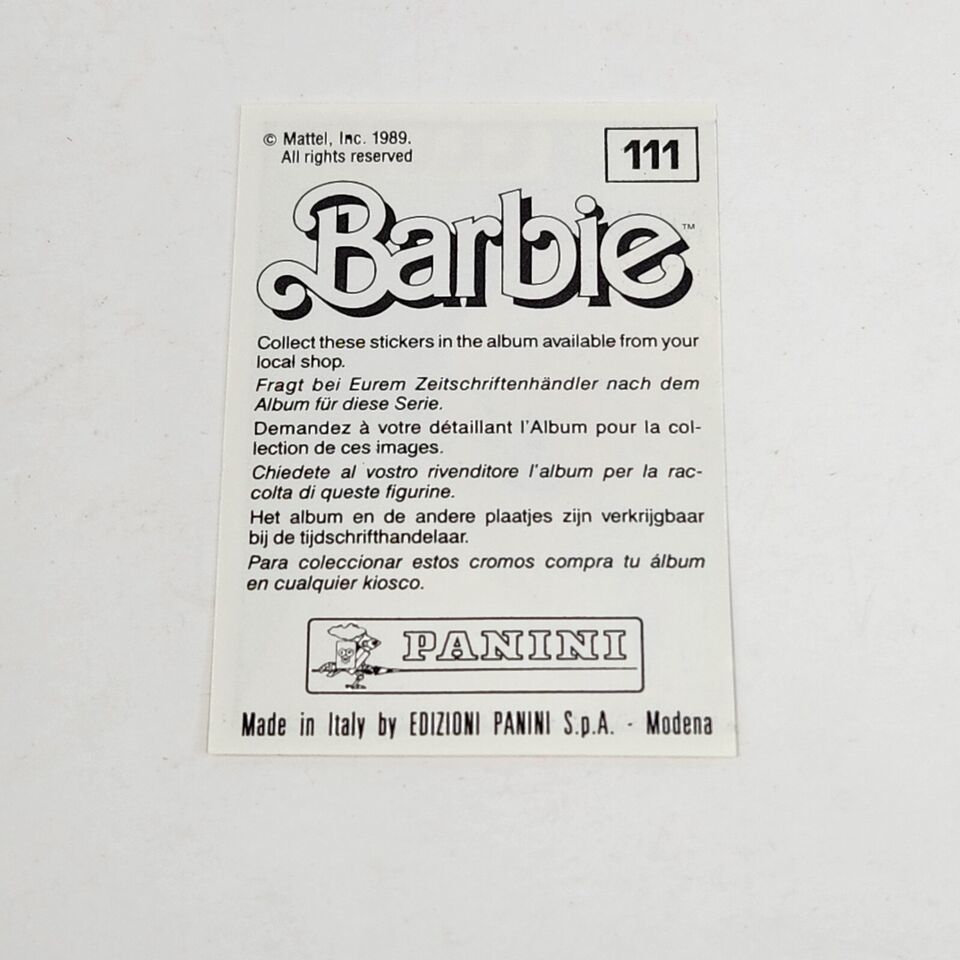 © Mattel, Inc. 1989.
All rights reserved
111
Barbie™
Collect these stickers in the album available from your
local shop.
Fragt bei Eurem Zeitschriftenhändler nach dem
Album für diese Serie.
Demandez à votre détaillant l'Album pour la col-
lection de ces images.
Chiedete al vostro rivenditore l'album per la rac-
colta di queste figurine.
Het album en de andere plaatjes zijn verkrijgbaar
bij de tijdschrifthandelaar.
Para coleccionar estos cromos compra tu álbum
en cualquier kiosco.
PANINI
Made in Italy by EDIZIONI PANINI S.p.A. - Modena